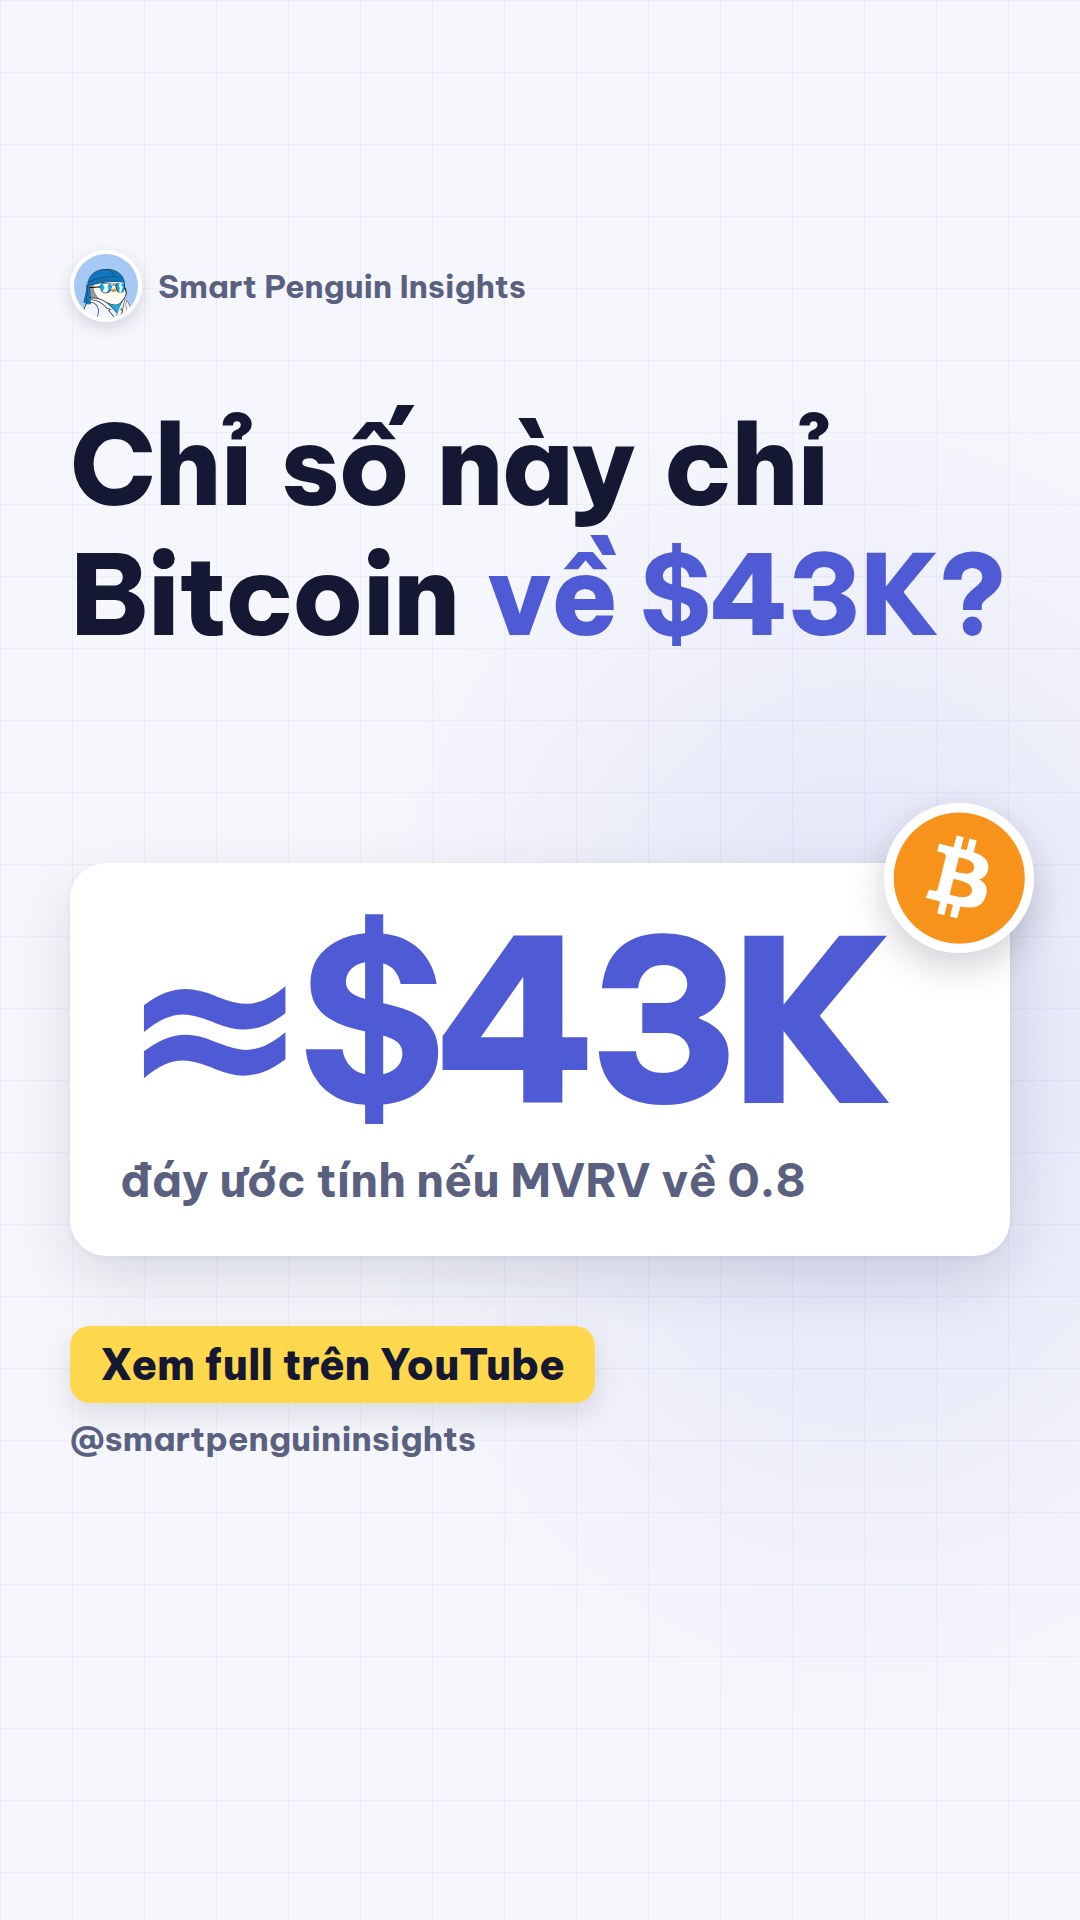 Smart Penguin Insights
Chỉ số này chỉ
Bitcoin về $43K?
≈$43K
đáy ước tính nếu MVRV về 0.8
Xem full trên YouTube
@smartpenguininsights